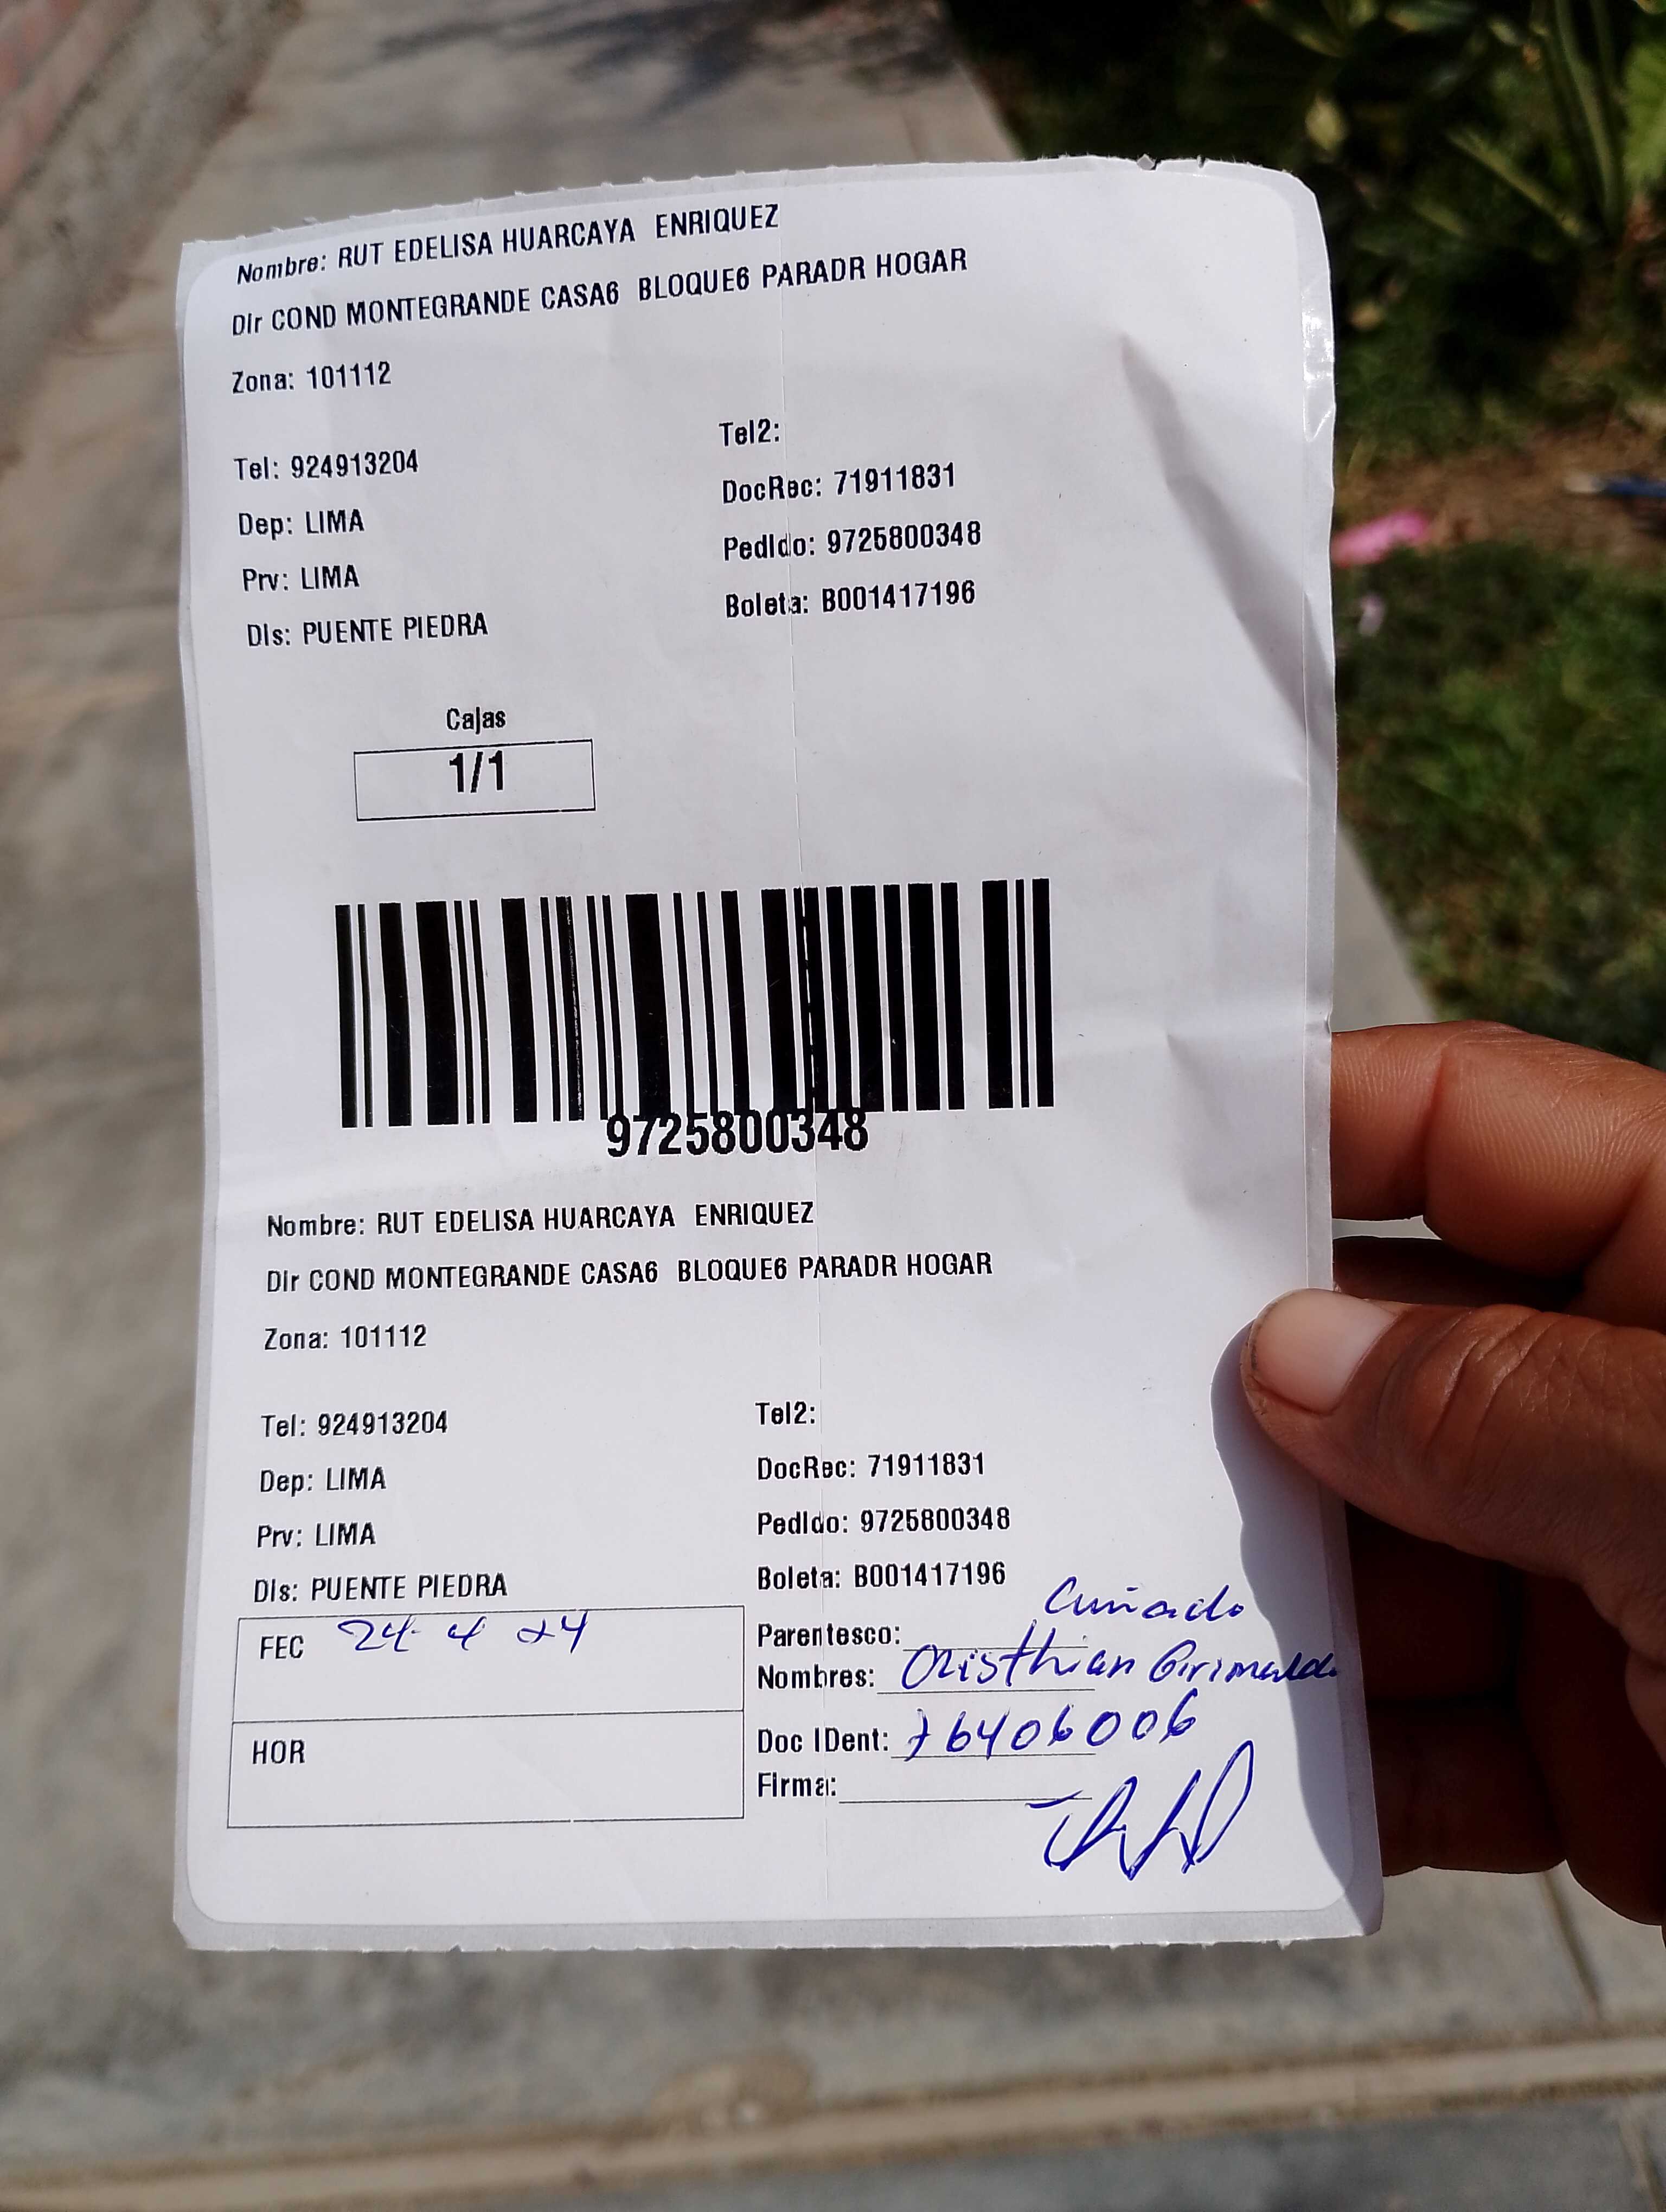 Nombre: RUT EDELISA HUARCAYA ENRIQUEZ
Dir COND MONTEGRANDE CASA6 BLOQUE6 PARADR HOGAR
Zona: 101112
Tel2:
Tel: 924913204
DocRec: 71911831
Dep: LIMA
Pedido: 9725800348
Prv: LIMA
Boleta: B001417196
Dis: PUENTE PIEDRA
Cajas
1/1
9725800348
Nombre: RUT EDELISA HUARCAYA ENRIQUEZ
Dir COND MONTEGRANDE CASA6 BLOQUE6 PARADR HOGAR
Zona: 101112
Tel2:
Tel: 924913204
DocRec: 71911831
Dep: LIMA
Pedido: 9725800348
Prv: LIMA
Boleta: B001417196
Dis: PUENTE PIEDRA
FEC 24 4 24
Parentesco: Cuñado
Nombres: Cristhian Grimaldo
HOR
Doc IDent: 76406006
Firma: